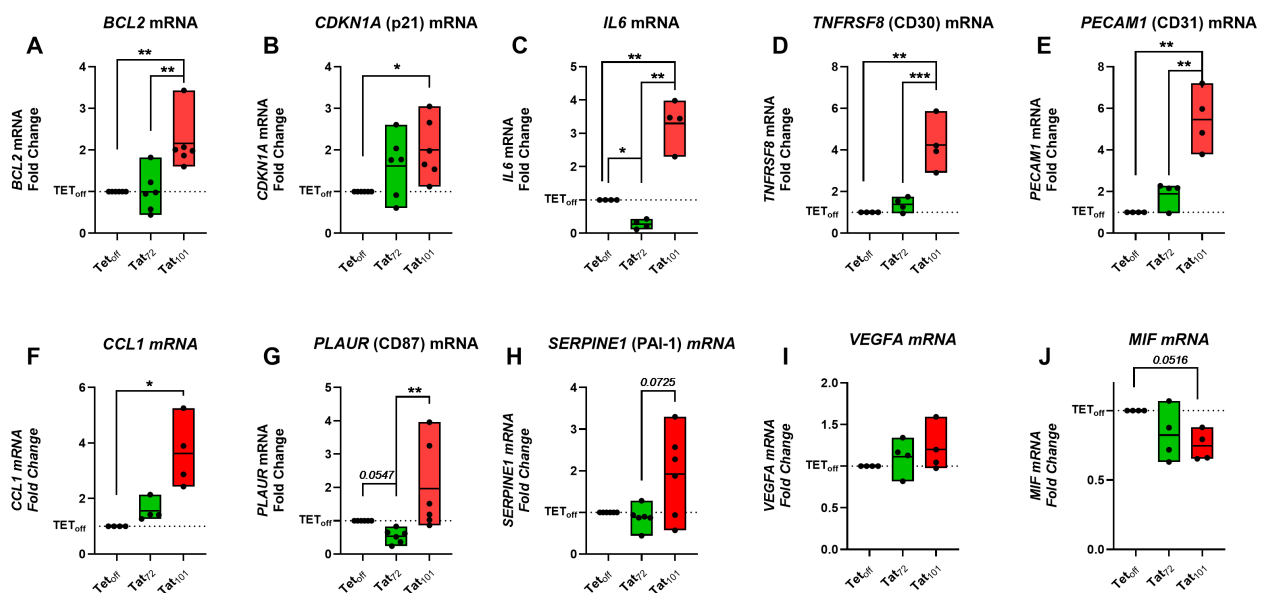 BCL2 mRNA
CDKN1A (p21) mRNA
IL6 mRNA
TNFRSF8 (CD30) mRNA
PECAM1 (CD31) mRNA
A
BCL2 mRNA
Fold Change
4
3
2
1
0
TEToff
**
**
Tetoff
Tat72
Tat101
B
CDKN1A mRNA
Fold Change
4
3
2
1
0
TEToff
*
Tetoff
Tat72
Tat101
C
IL6 mRNA
Fold Change
5
4
3
2
1
0
TEToff
**
**
*
Tetoff
Tat72
Tat101
D
TNFRSF8 mRNA
Fold Change
8
6
4
2
0
TEToff
**
***
Tetoff
Tat72
Tat101
E
PECAM1 mRNA
Fold Change
8
6
4
2
0
TEToff
**
**
Tetoff
Tat72
Tat101
CCL1 mRNA
PLAUR (CD87) mRNA
SERPINE1 (PAI-1) mRNA
VEGFA mRNA
MIF mRNA
F
CCL1 mRNA
Fold Change
6
4
2
0
TEToff
*
Tetoff
Tat72
Tat101
G
PLAUR mRNA
Fold Change
5
4
3
2
1
0
TEToff
**
0.0547
Tetoff
Tat72
Tat101
H
SERPINE1 mRNA
Fold Change
4
3
2
1
0
TEToff
0.0725
Tetoff
Tat72
Tat101
I
VEGFA mRNA
Fold Change
2.0
1.5
TEToff
0.5
0.0
Tetoff
Tat72
Tat101
J
MIF mRNA
Fold Change
TEToff
0.5
0.0
0.0516
Tetoff
Tat72
Tat101